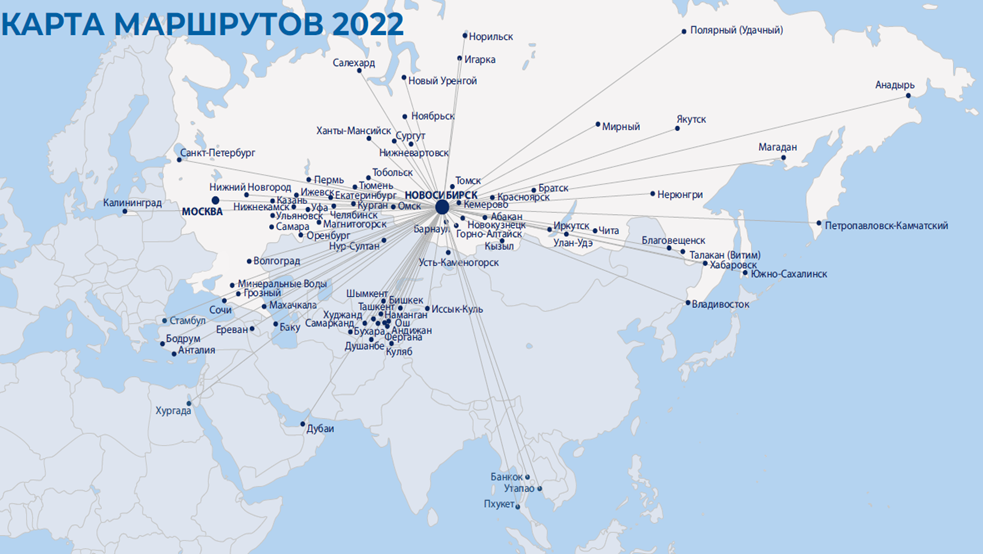 КАРТА МАРШРУТОВ 2022
Норильск
Полярный (Удачный)
Игарка
Салехард
Новый Уренгой
Анадырь
Ноябрьск
Якутск
Мирный
Ханты-Мансийск
Сургут
Магадан
Нижневартовск
Санкт-Петербург
Тобольск
Пермь
Тюмень
Томск
Нижний Новгород
Ижевск
Екатеринбург
НОВОСИБИРСК
Братск
Красноярск
Нерюнгри
Калининград
МОСКВА
Казань
Нижнекамск
Уфа
Курган
Омск
Кемерово
Ульяновск
Челябинск
Абакан
Самара
Магнитогорск
Барнаул
Новокузнецк
Иркутск
Чита
Петропавловск-Камчатский
Оренбург
Горно-Алтайск
Нур-Султан
Кызыл
Улан-Удэ
Благовещенск
Талакан (Витим)
Волгоград
Усть-Каменогорск
Хабаровск
Южно-Сахалинск
Минеральные Воды
Грозный
Шымкент
Бишкек
Сочи
Махачкала
Ташкент
Иссык-Куль
Владивосток
Стамбул
Худжанд
Наманган
Ереван
Баку
Самарканд
Ош
Бухара
Андижан
Бодрум
Фергана
Анталия
Душанбе
Куляб
Хургада
Дубаи
Банкок
Утапао
Пхукет